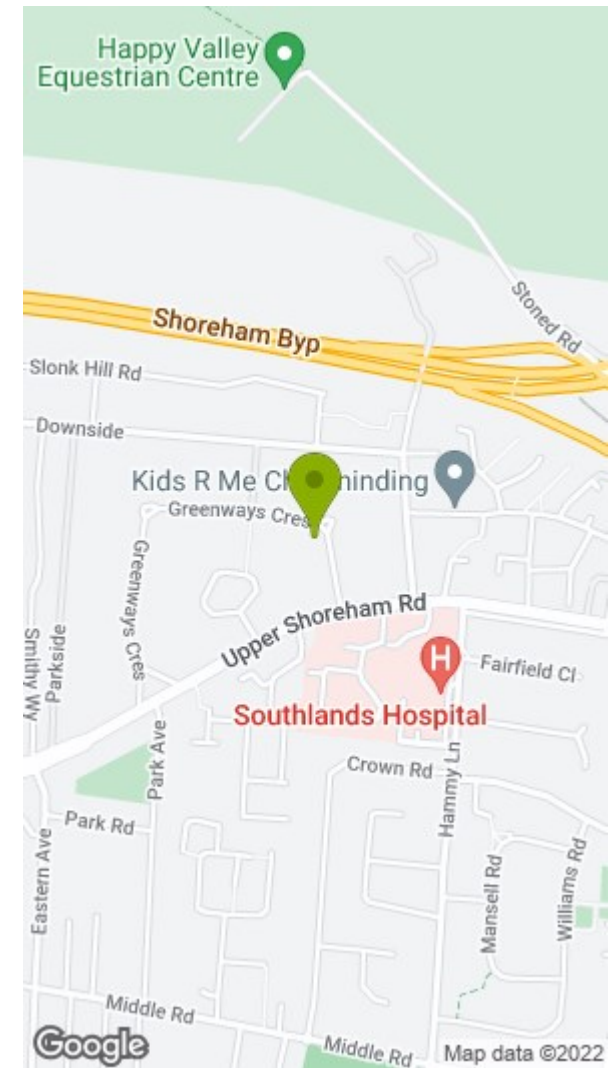 Happy Valley
Equestrian Centre
Stoned Rd
Shoreham Byp
Slonk Hill Rd
Downside
Kids R Me Ch minding
Greenways Cres
Greenways Cres
Upper Shoreham Rd
H
Fairfield Cl
Southlands Hospital
Smithy Wy
Parkside
Park Ave
Crown Rd
Hammy Ln
Park Rd
Eastern Ave
Mansell Rd
Williams Rd
Middle Rd
Middle Rd
Google
Map data ©2022